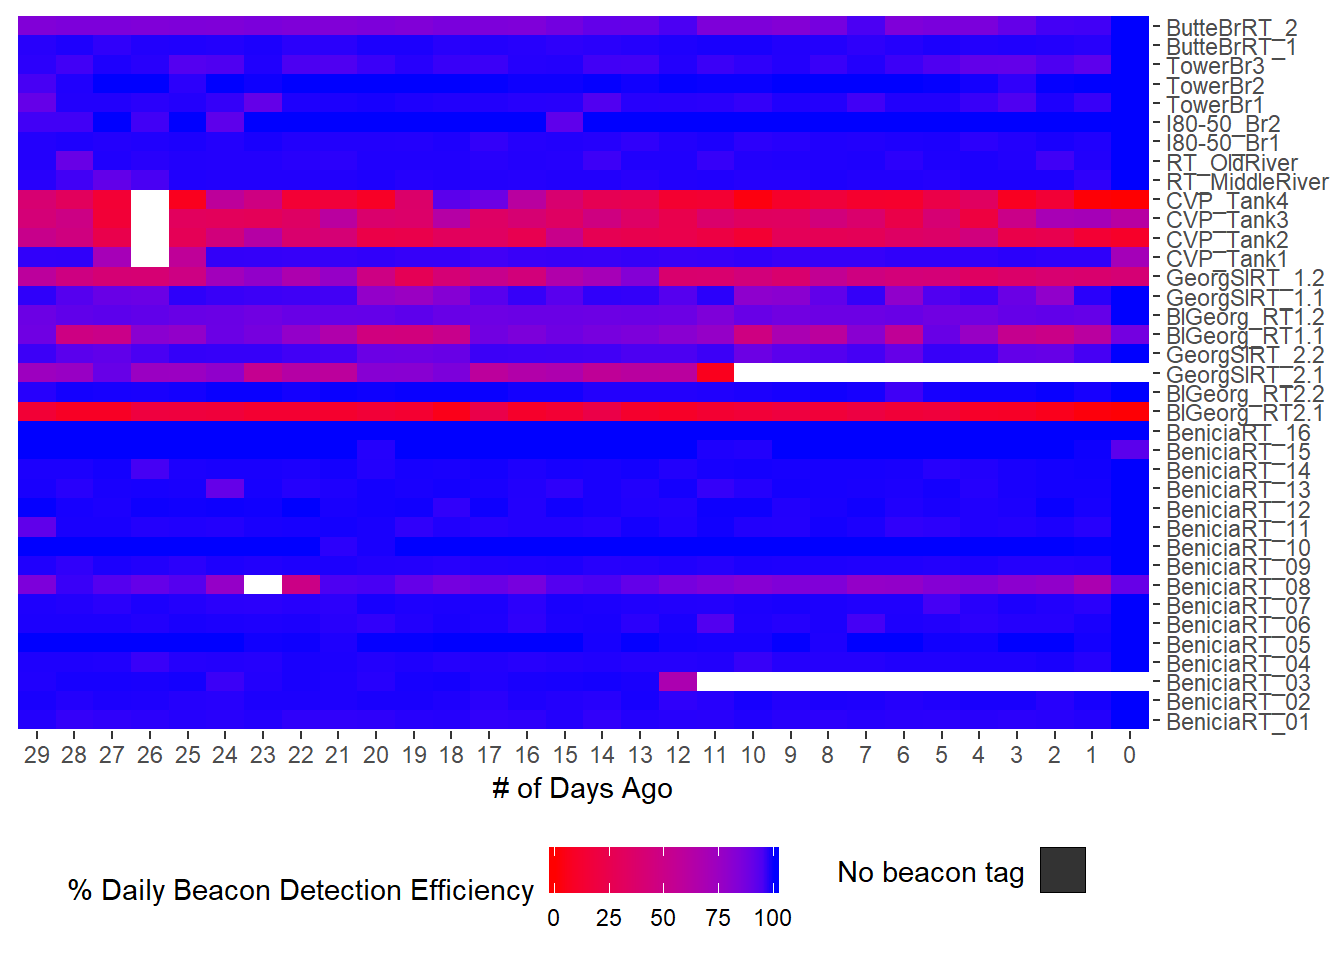 ButteBrRT_2
ButteBrRT_1
TowerBr3
TowerBr2
TowerBr1
I80-50_Br2
I80-50_Br1
RT_OldRiver
RT_MiddleRiver
CVP_Tank4
CVP_Tank3
CVP_Tank2
CVP_Tank1
GeorgSlRT_1.2
GeorgSlRT_1.1
BlGeorg_RT1.2
BlGeorg_RT1.1
GeorgSlRT_2.2
GeorgSlRT_2.1
BlGeorg_RT2.2
BlGeorg_RT2.1
BeniciaRT_16
BeniciaRT_15
BeniciaRT_14
BeniciaRT_13
BeniciaRT_12
BeniciaRT_11
BeniciaRT_10
BeniciaRT_09
BeniciaRT_08
BeniciaRT_07
BeniciaRT_06
BeniciaRT_05
BeniciaRT_04
BeniciaRT_03
BeniciaRT_02
BeniciaRT_01
29 28 27 26 25 24 23 22 21 20 19 18 17 16 15 14 13 12 11 10 9 8 7 6 5 4 3 2 1 0
# of Days Ago
% Daily Beacon Detection Efficiency
0 25 50 75 100
No beacon tag